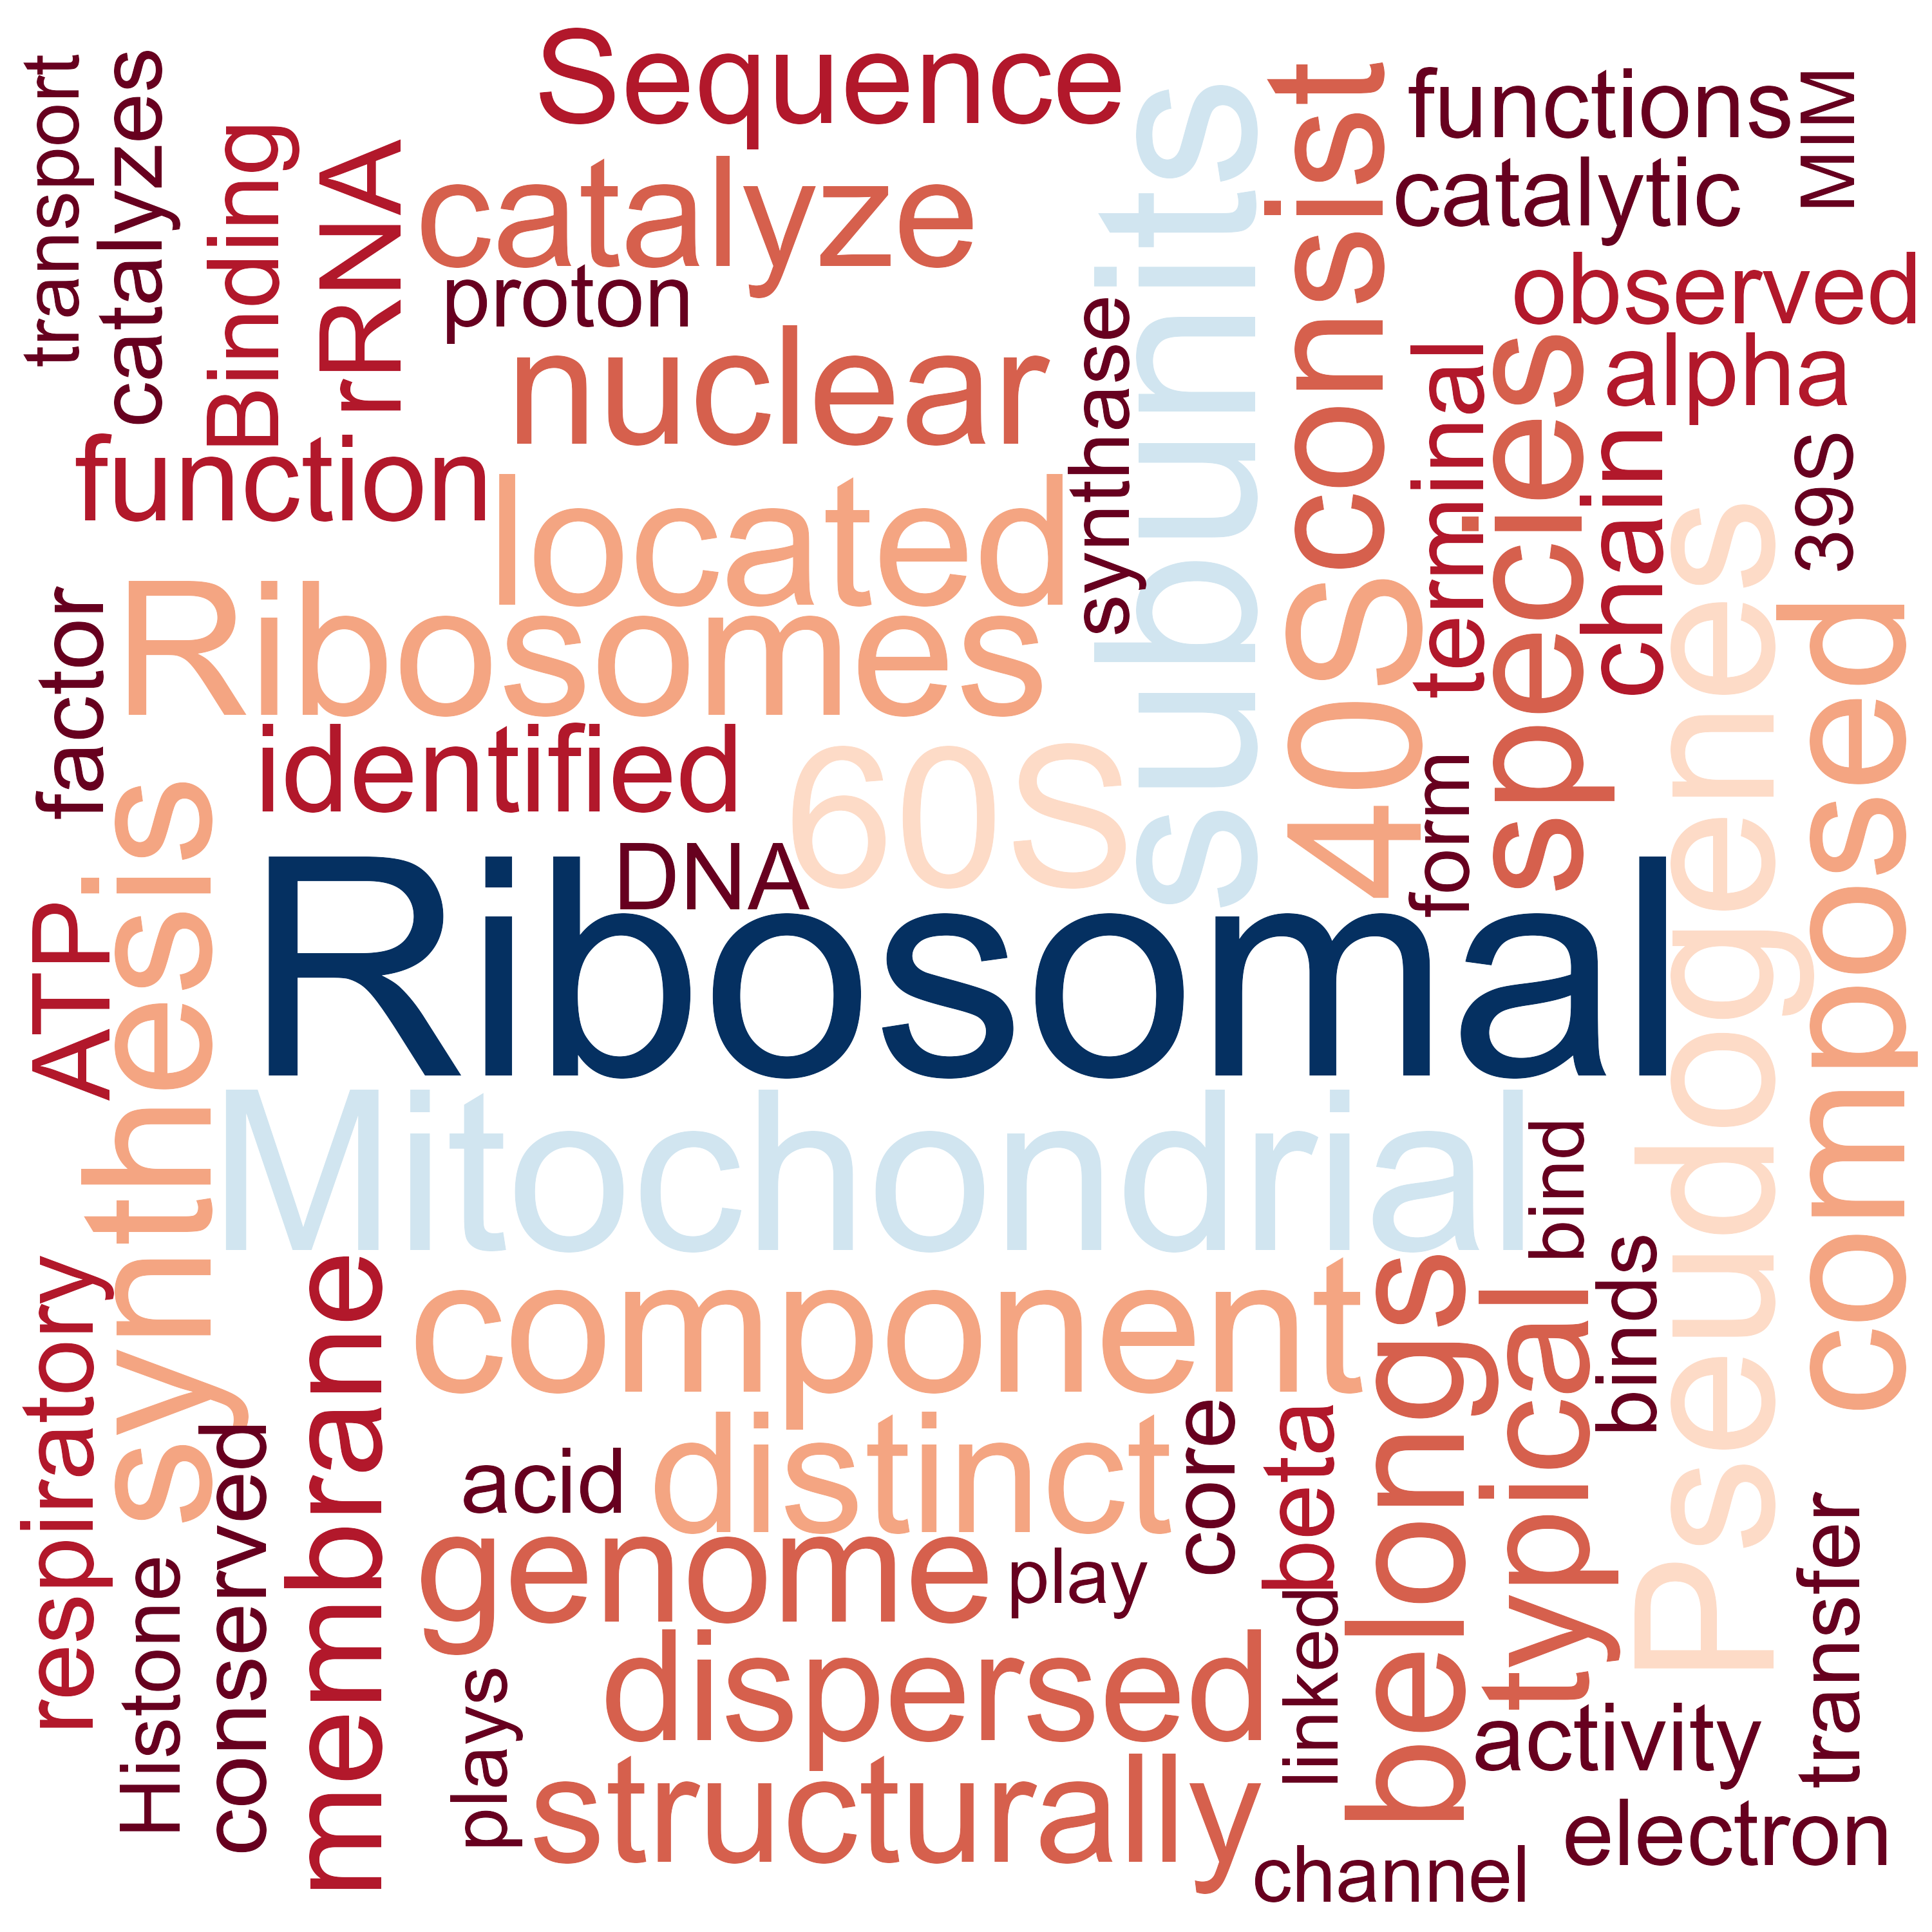 transport
catalyzes
Binding
rRNA
Sequence
catalyze
proton
nuclear
synthase
subunits
consist
functions
catalytic
MIM
observed
alpha
terminal
species
chain
39S
function
located
Ribosomes
factor
identified
60S
40S
form
Pseudogenes
composed
DNA
Ribosomal
ATP
synthesis
Mitochondrial
bind
binds
respiratory
membrane
component
belongs
typical
conserved
Histone
acid
distinct
core
beta
genome
play
linked
dispersed
plays
structurally
activity
transfer
electron
channel